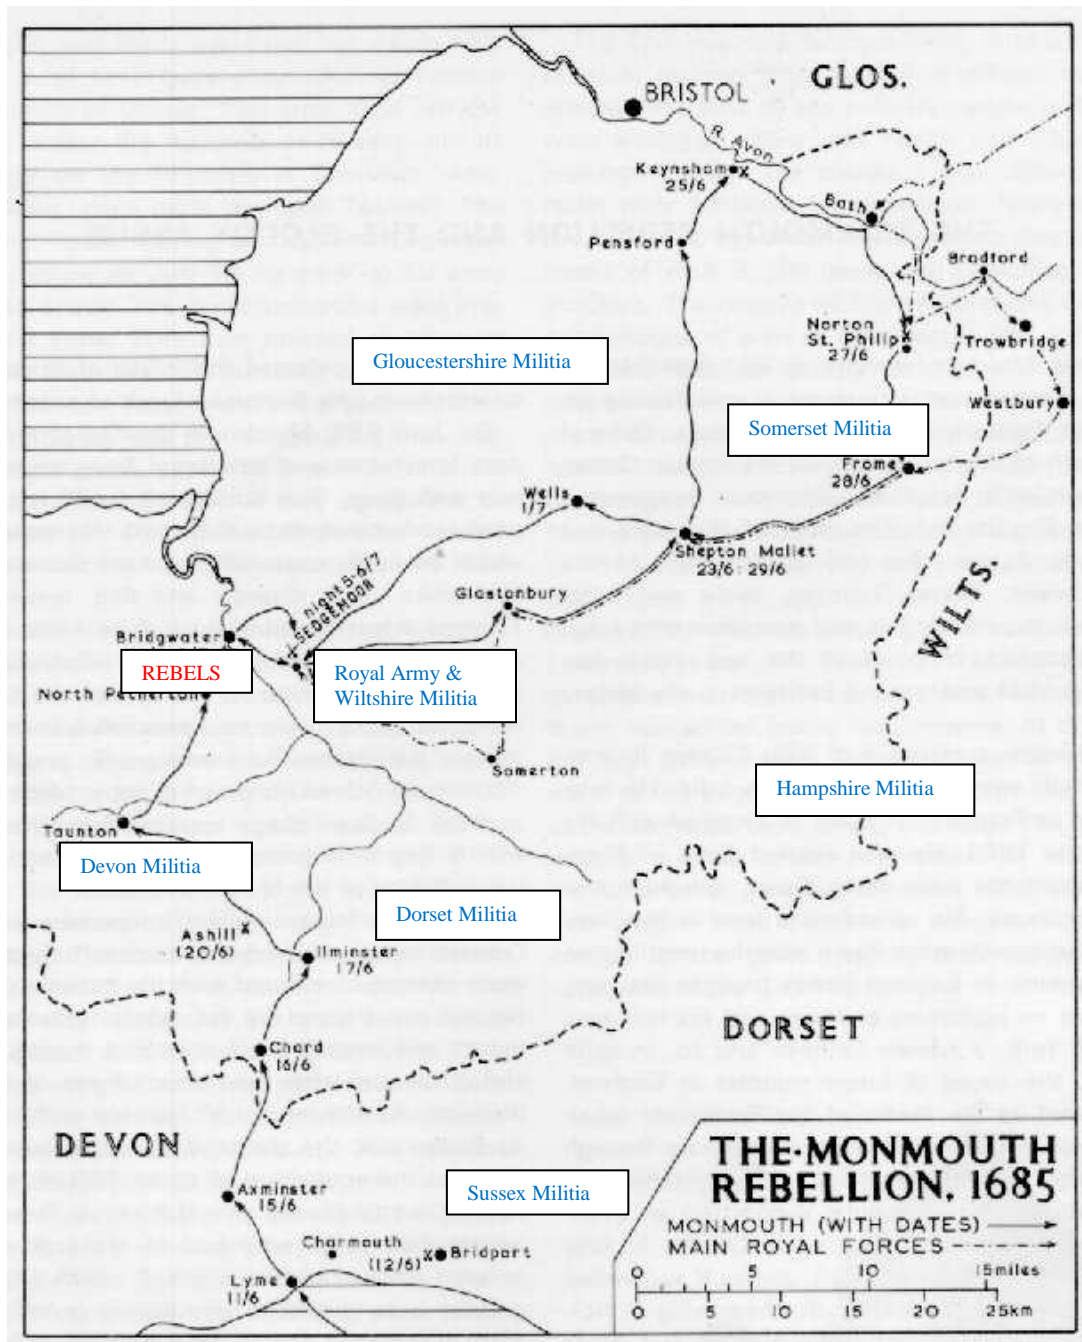 BRISTOL
GLOS.
R. Avon
Keynsham
25/6
Bath
Pensford
Bradford
Norton
St. Philip
27/6
Trowbridge
Gloucestershire Militia
Westbury
Somerset Militia
Frome
28/6
Wells
1/7
Shepton Mallet
23/6: 29/6
Night 5-6/7
SEDGEMOOR
Glastonbury
WILTS
Bridgwater
REBELS
Royal Army &
Wiltshire Militia
North Petherton
Somerton
Hampshire Militia
Taunton
Devon Militia
Dorset Militia
Ashill
(20/6)
Ilminster
17/6
DORSET
Chard
16/6
DEVON
THE·MONMOUTH
REBELLION, 1685
Axminster
15/6
Sussex Militia
MONMOUTH (WITH DATES)
MAIN ROYAL FORCES
Charmouth
(12/6)
Bridport
Lyme
11/6
0 10 15miles
0 5 10 15 20 25km